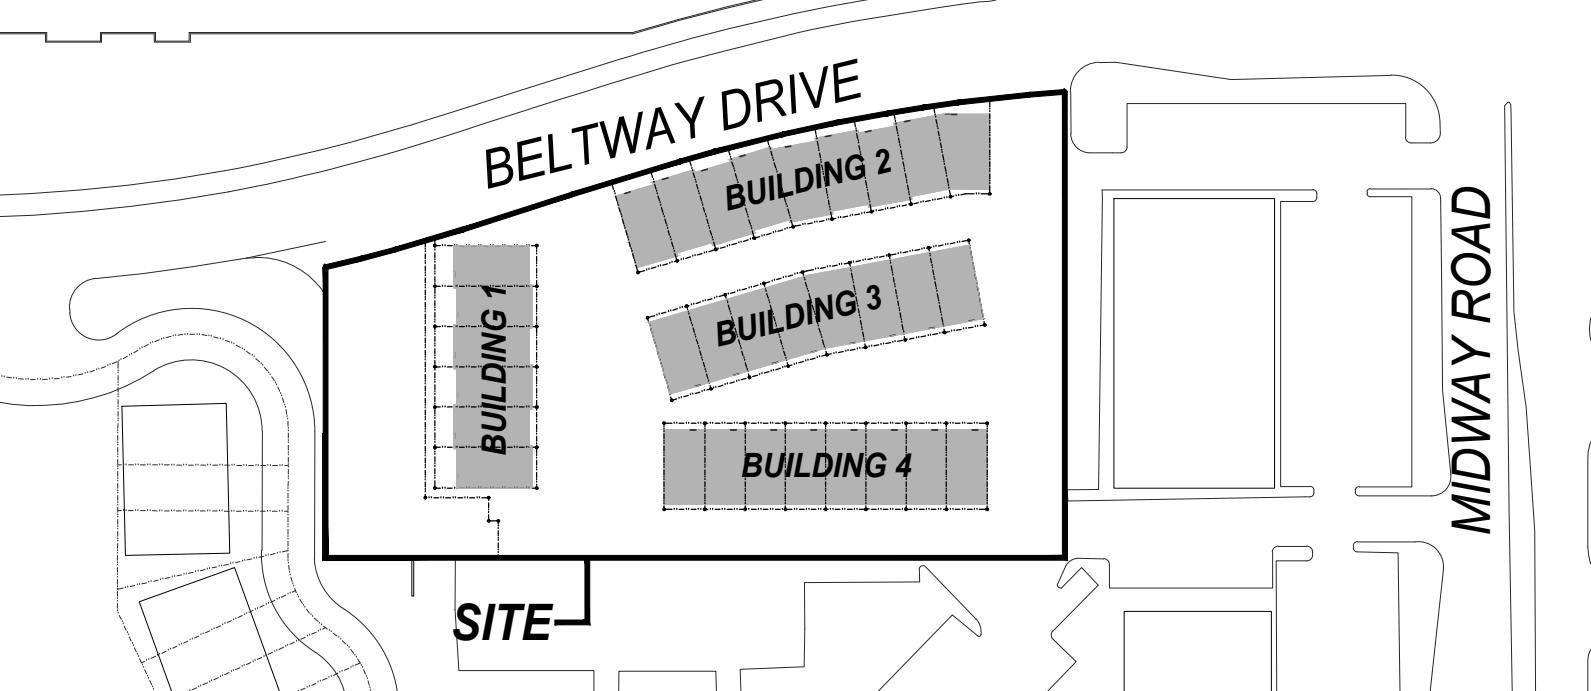 BELTWAY DRIVE
BUILDING 2
BUILDING 1
BUILDING 3
BUILDING 4
MIDWAY ROAD
SITE